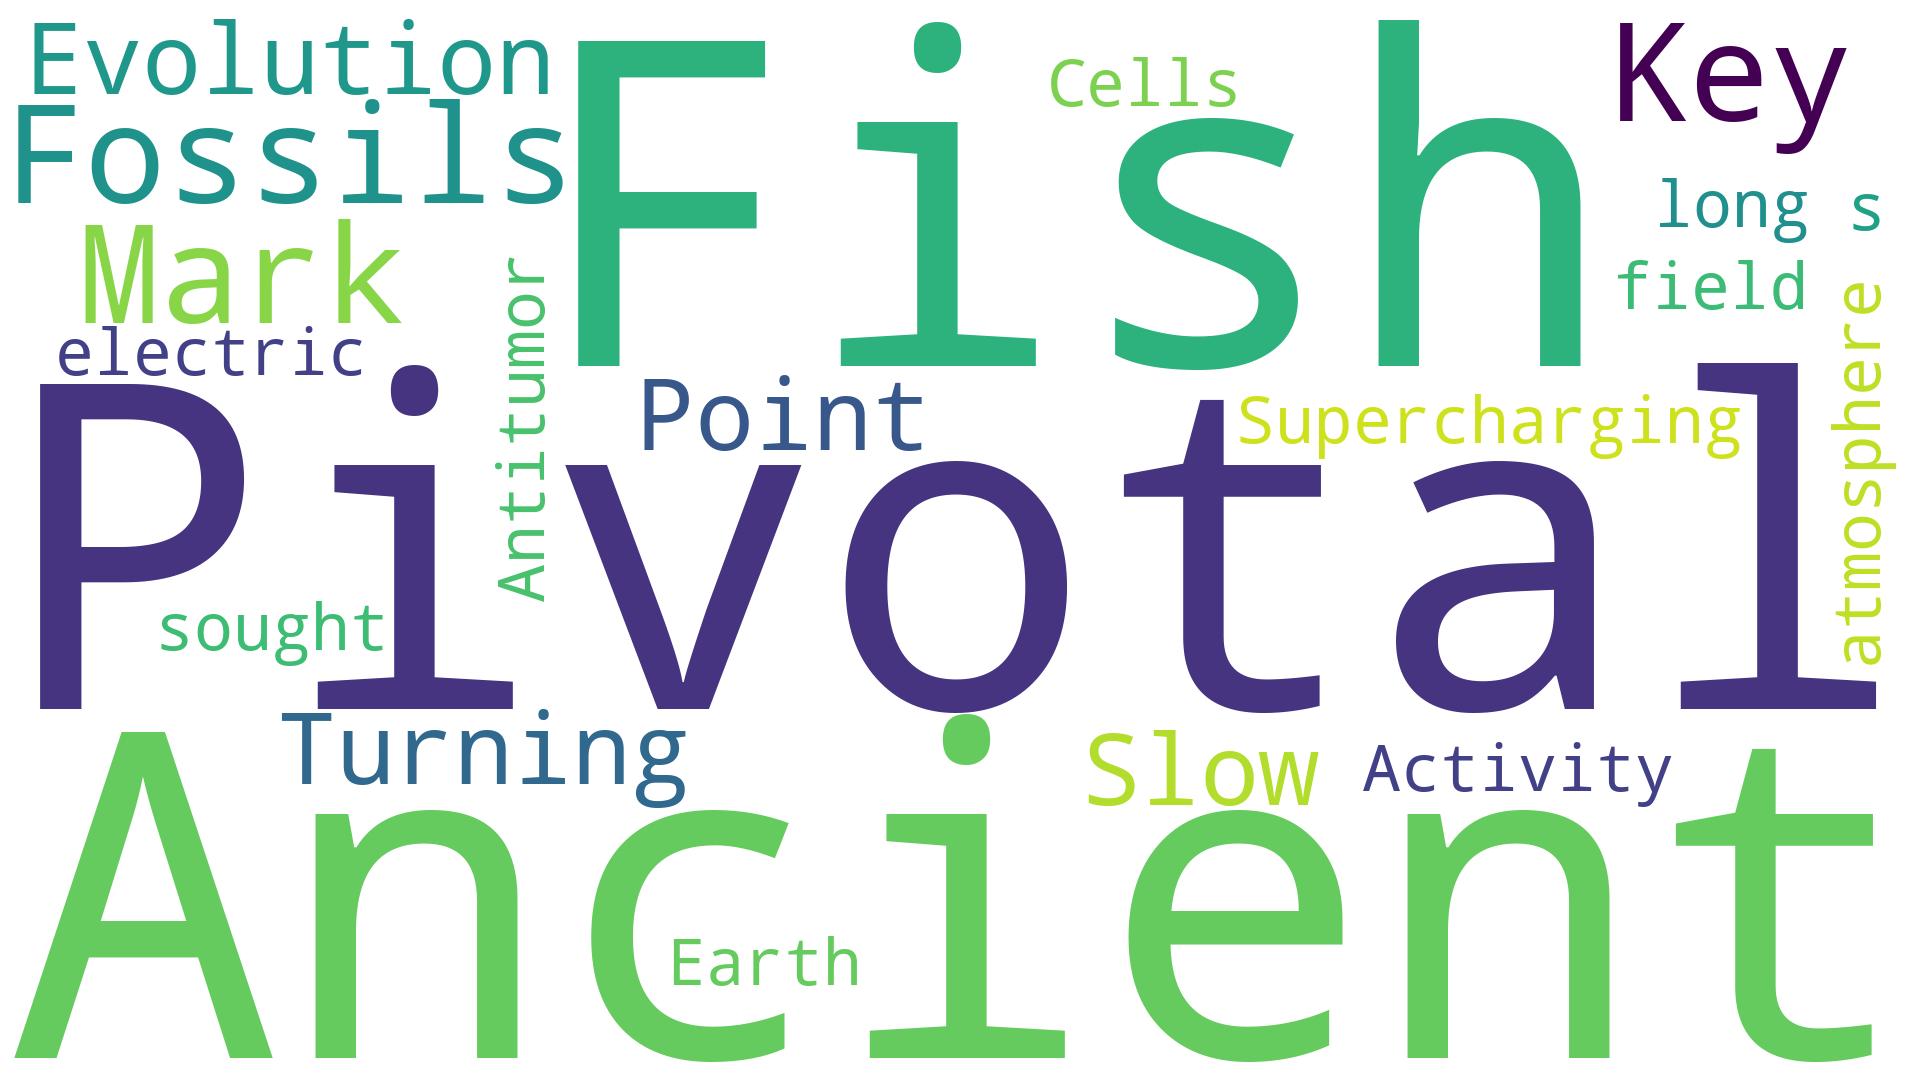 Evolution
Fish
Cells
Key
Fossils
long s
Mark
field
electric
Antitumor
Point
Supercharging
atmosphere
Pivotal
sought
Turning
Slow
Activity
Ancient
Earth